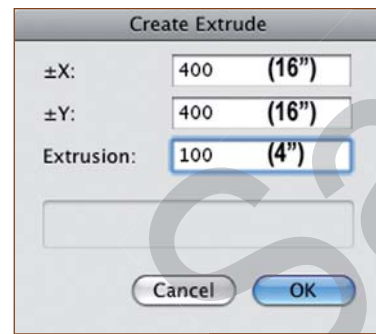 Create Extrude
±X: 400 (16”)
±Y: 400 (16”)
Extrusion: 100 (4”)
Cancel OK